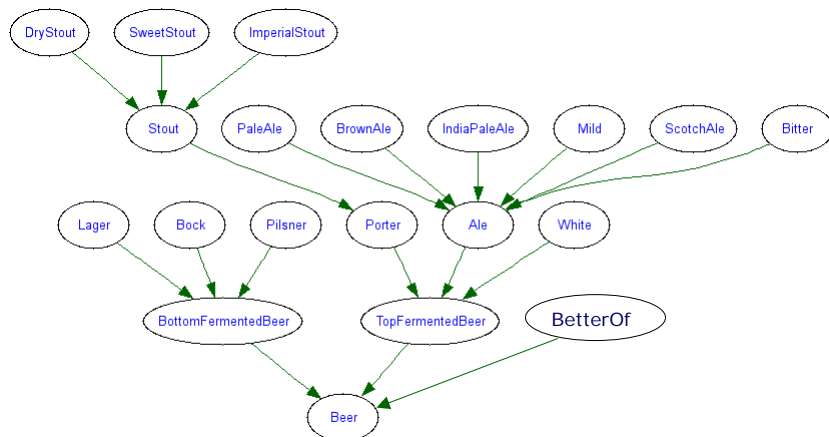 DryStout
SweetStout
ImperialStout
Stout
PaleAle
BrownAle
IndiaPaleAle
Mild
ScotchAle
Bitter
Lager
Bock
Pilsner
Porter
Ale
White
BottomFermentedBeer
TopFermentedBeer
BetterOf
Beer